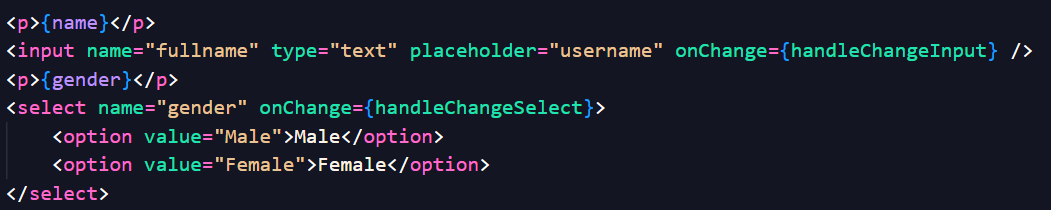 <p>{name}</p>
<input name="fullname" type="text" placeholder="username" onChange={handleChangeInput} />
<p>{gender}</p>
<select name="gender" onChange={handleChangeSelect}>
<option value="Male">Male</option>
<option value="Female">Female</option>
</select>